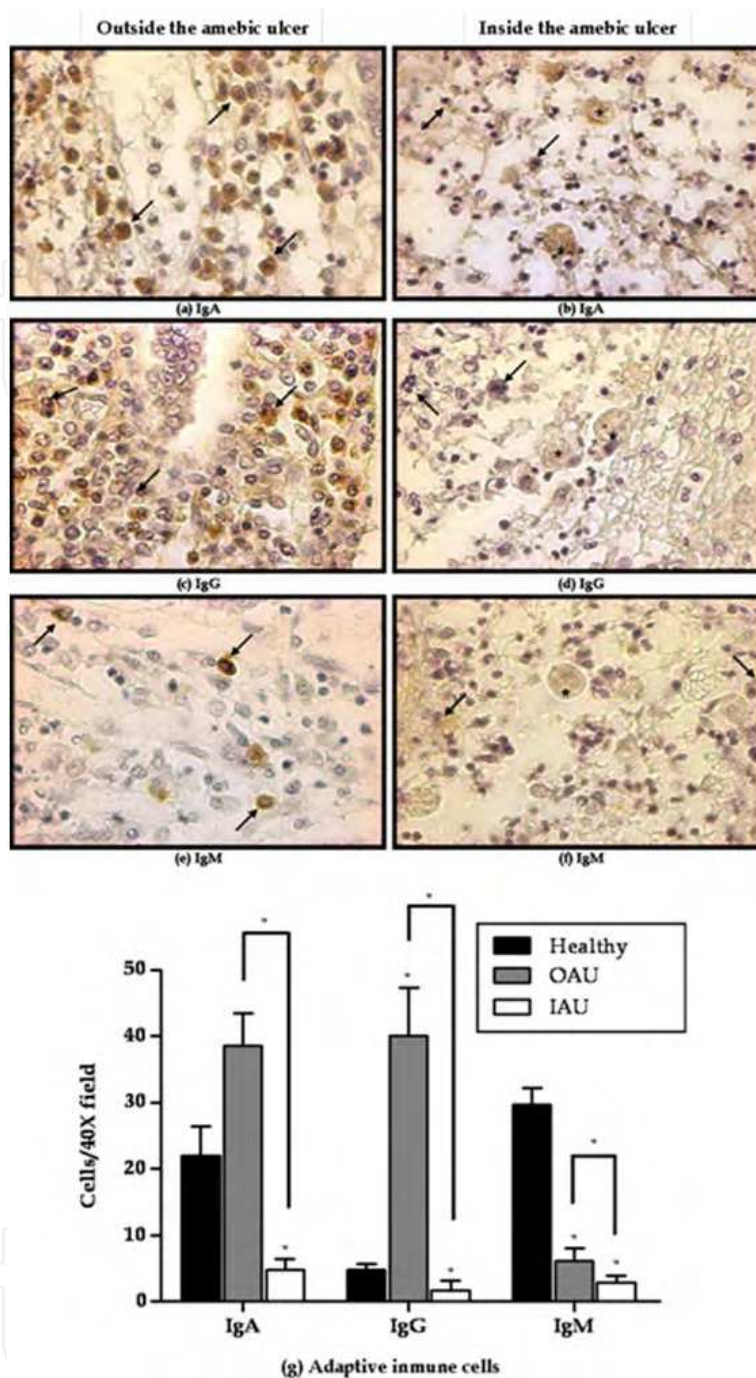 Outside the amebic ulcer
Inside the amebic ulcer
(a) IgA
(b) IgA
(c) IgG
(d) IgG
(e) IgM
(f) IgM
Healthy
OAU
IAU
50
40
30
20
10
0
Cells/40X field
*
*
*
*
*
*
*
*
IgA
IgG
IgM
(g) Adaptive inmune cells